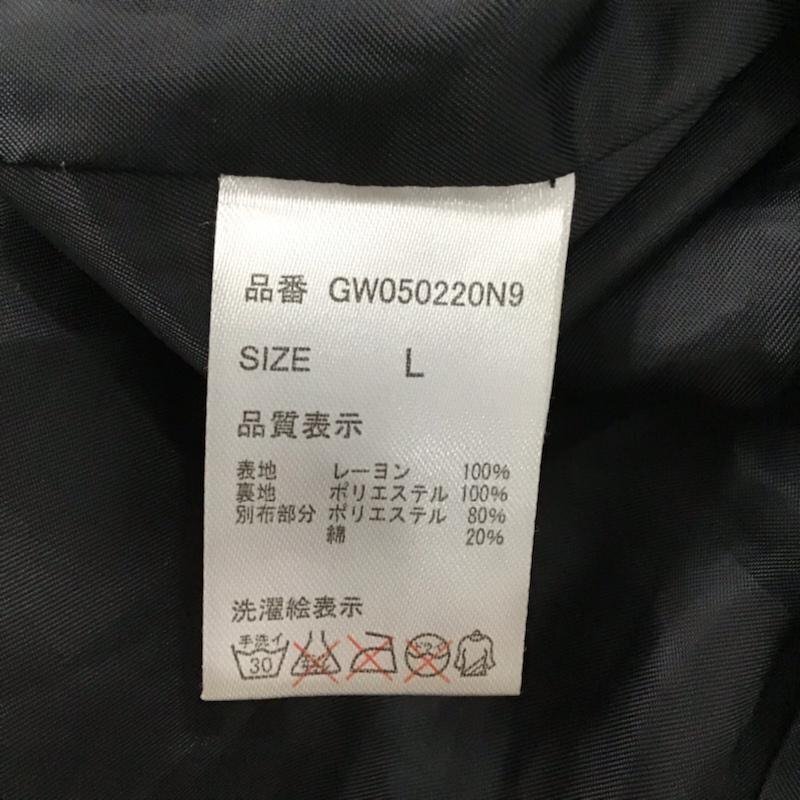 品番 GW050220N9
SIZE L
品質表示
表地 レーヨン 100%
裏地 ポリエステル 100%
別布部分 ポリエステル 80%
綿 20%
洗濯絵表示
手洗イ
30